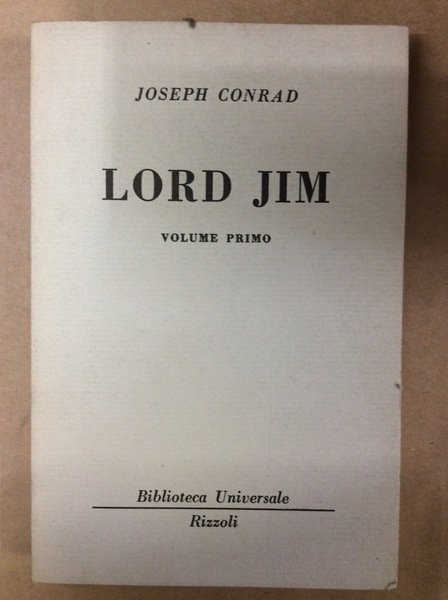 JOSEPH CONRAD
LORD JIM
VOLUME PRIMO
Biblioteca Universale
Rizzoli